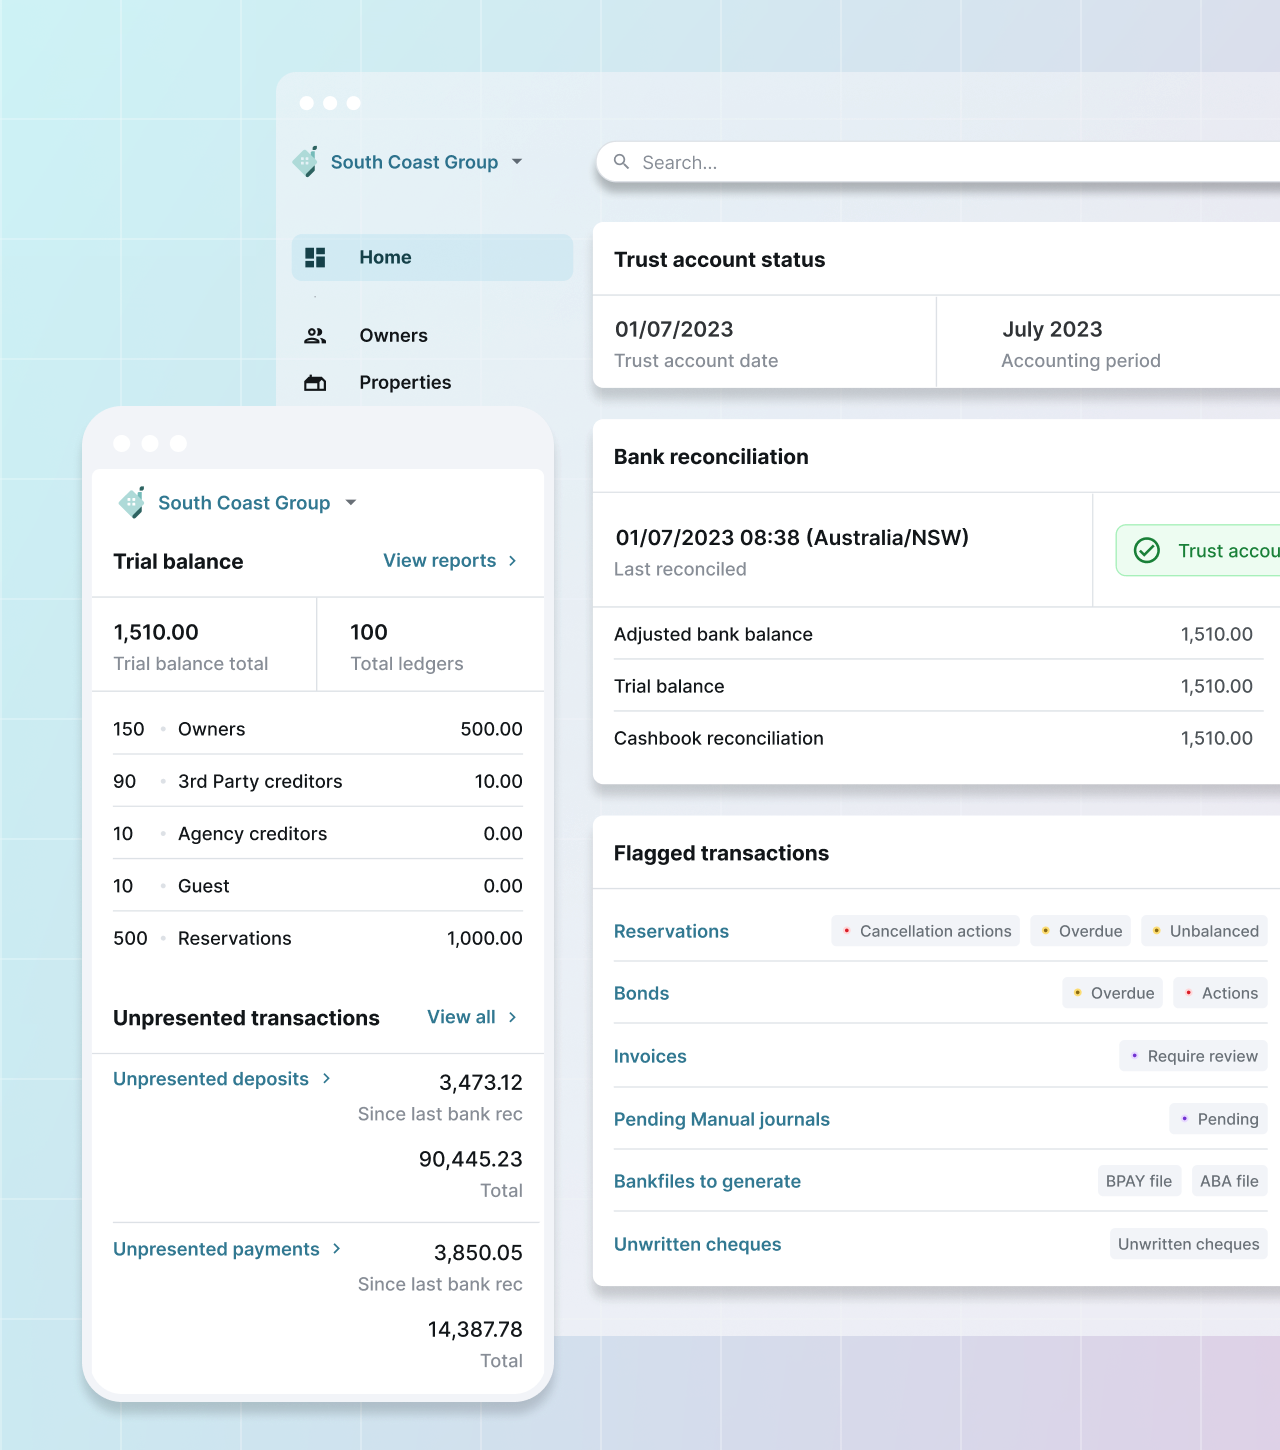 South Coast Group
Search...
Home
Owners
Properties
Trust account status
01/07/2023
Trust account date
July 2023
Accounting period
Bank reconciliation
01/07/2023 08:38 (Australia/NSW)
Last reconciled
Trust accou
Adjusted bank balance 1,510.00
Trial balance 1,510.00
Cashbook reconciliation 1,510.00
Flagged transactions
Reservations Cancellation actions Overdue Unbalanced
Bonds Overdue Actions
Invoices Require review
Pending Manual journals Pending
Bankfiles to generate BPAY file ABA file
Unwritten cheques Unwritten cheques
South Coast Group
Trial balance View reports
1,510.00
Trial balance total
100
Total ledgers
150 • Owners 500.00
90 • 3rd Party creditors 10.00
10 • Agency creditors 0.00
10 • Guest 0.00
500 • Reservations 1,000.00
Unpresented transactions View all
Unpresented deposits 3,473.12
Since last bank rec
90,445.23
Total
Unpresented payments 3,850.05
Since last bank rec
14,387.78
Total